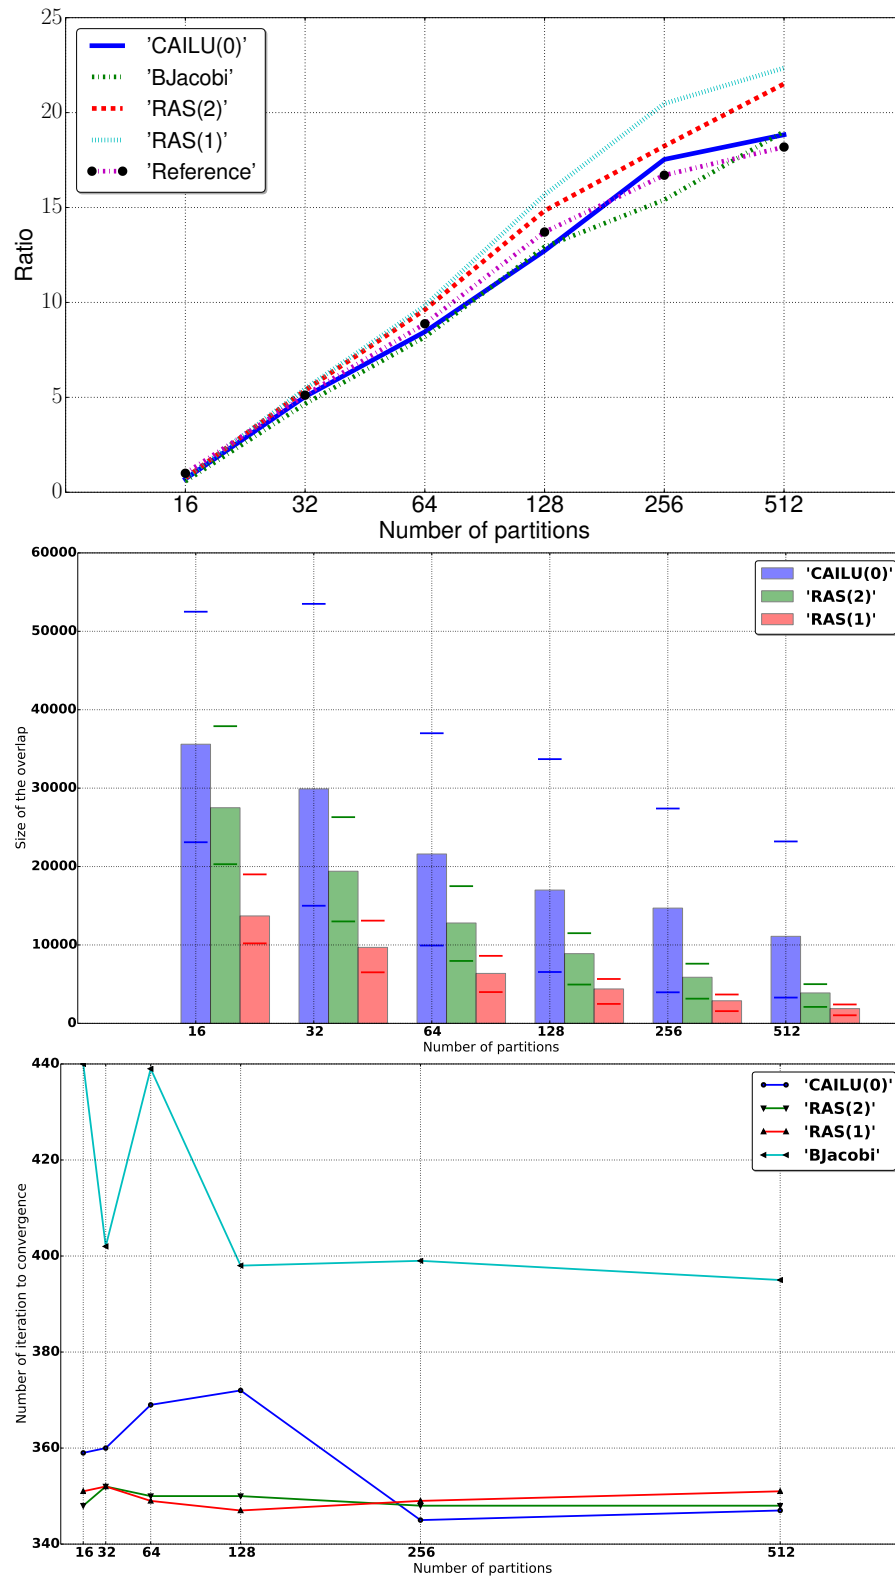 25
20
15
10
5
0
Ratio
'CAILU(0)'
'BJacobi'
'RAS(2)'
'RAS(1)'
'Reference'
16 32 64 128 256 512
Number of partitions
60000
50000
40000
30000
20000
10000
0
Size of the overlap
'CAILU(0)'
'RAS(2)'
'RAS(1)'
16 32 64 128 256 512
Number of partitions
440
420
400
380
360
340
Number of iteration to convergence
'CAILU(0)'
'RAS(2)'
'RAS(1)'
'BJacobi'
16 32 64 128 256 512
Number of partitions